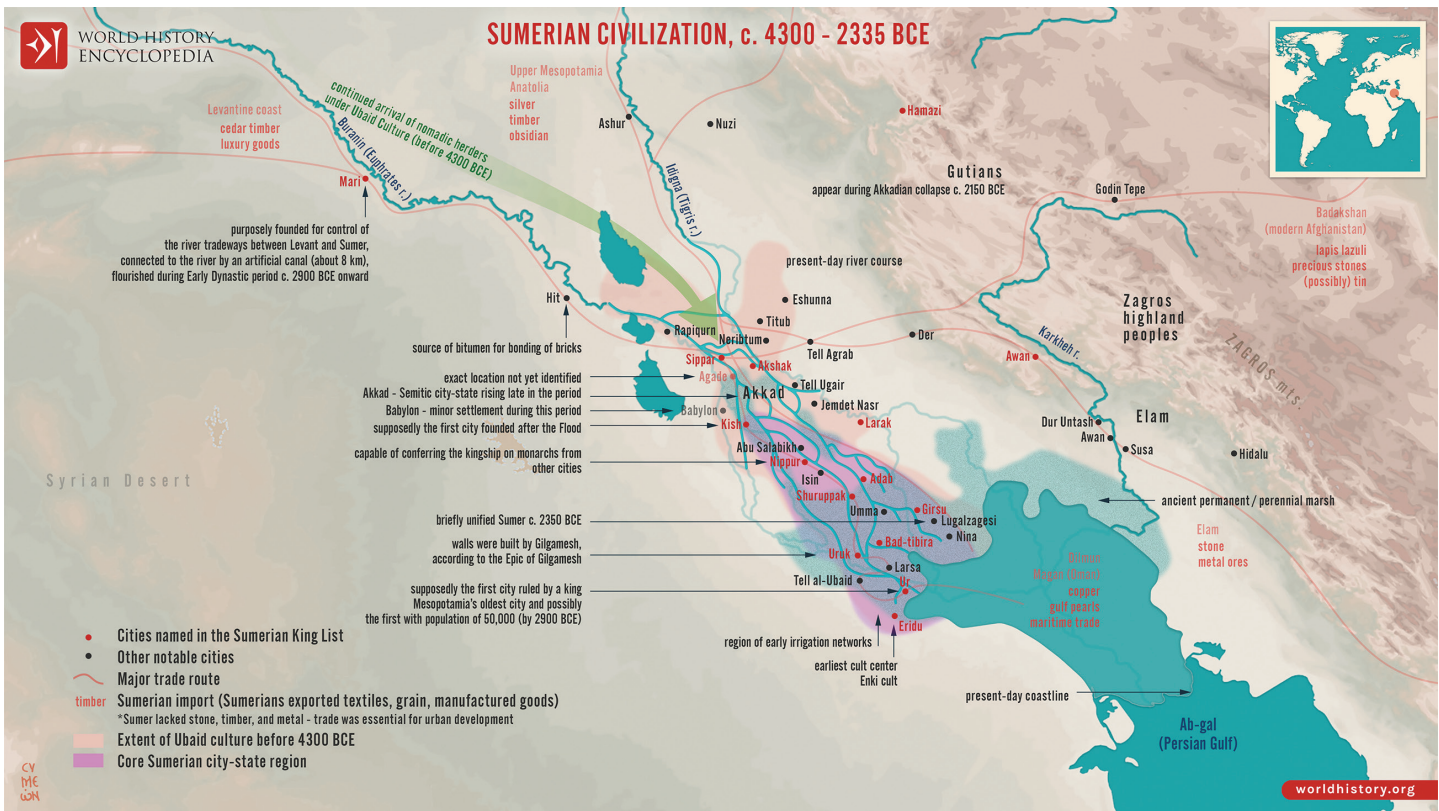 WORLD HISTORY
ENCYCLOPEDIA
SUMERIAN CIVILIZATION, c. 4300 - 2335 BCE
Levantine coast
cedar timber
luxury goods
continued arrival of nomadic herders
under Ubaid Culture (before 4300 BCE)
Buranin (Euphrates r.)
Upper Mesopotamia
Anatolia
silver
timber
obsidian
Ashur
Nuzi
Idigna (Tigris r.)
Hamazi
Gutians
appear during Akkadian collapse c. 2150 BCE
Godin Tepe
Badakshan
(modern Afghanistan)
lapis lazuli
precious stones
(possibly) tin
Mari
purposely founded for control of
the river tradeways between Levant and Sumer,
connected to the river by an artificial canal (about 8 km),
flourished during Early Dynastic period c. 2900 BCE onward
present-day river course
Hit
Eshunna
Zagros
highland
peoples
ZAGROS mts.
source of bitumen for bonding of bricks
Rapiqurn
Titub
Neribtum
Tell Agrab
Der
Karkheh r.
Awan
Sippar
Akshak
exact location not yet identified
Agade
Akkad - Semitic city-state rising late in the period
Akkad
Tell Ugair
Babylon - minor settlement during this period
Babylon
Jemdet Nasr
supposedly the first city founded after the Flood
Kish
Larak
Elam
Dur Untash
Awan
Susa
Hidalu
capable of conferring the kingship on monarchs from
other cities
Abu Salabikh
Nippur
Isin
Adab
Shuruppak
Syrian Desert
ancient permanent / perennial marsh
briefly unified Sumer c. 2350 BCE
Umma
Girsu
Lugalzagesi
Nina
Elam
stone
metal ores
walls were built by Gilgamesh,
according to the Epic of Gilgamesh
Uruk
Bad-tibira
Larsa
Tell al-Ubaid
Ur
Dilmun
Magan (Oman)
copper
gulf pearls
maritime trade
supposedly the first city ruled by a king
Mesopotamia's oldest city and possibly
the first with population of 50,000 (by 2900 BCE)
Eridu
region of early irrigation networks
earliest cult center
Enki cult
present-day coastline
Ab-gal
(Persian Gulf)
Cities named in the Sumerian King List
Other notable cities
Major trade route
timber Sumerian import (Sumerians exported textiles, grain, manufactured goods)
*Sumer lacked stone, timber, and metal - trade was essential for urban development
Extent of Ubaid culture before 4300 BCE
Core Sumerian city-state region
worldhistory.org